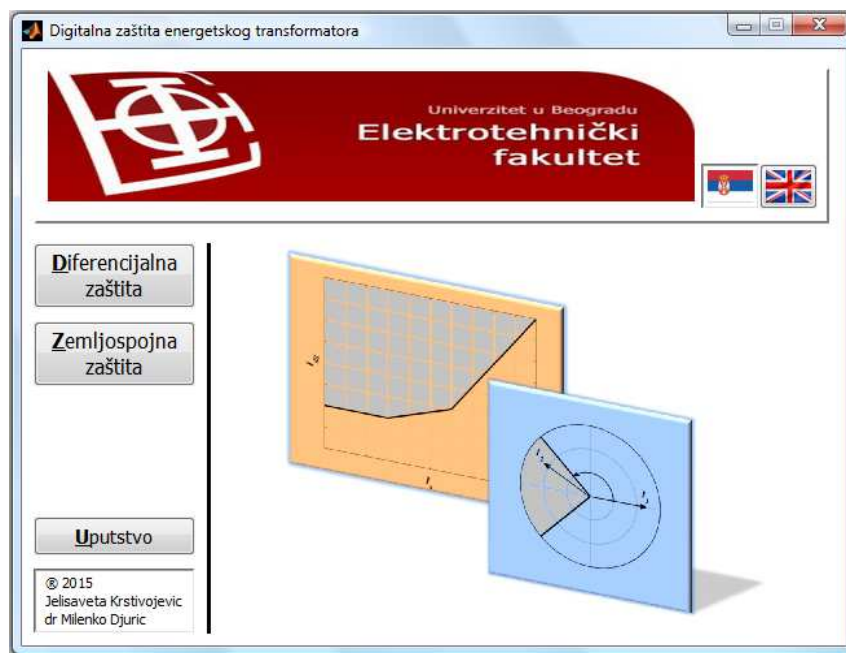 Digitalna zaštita energetskog transformatora
Univerzitet u Beogradu
Elektrotehnički
fakultet
Diferencijalna
zaštita
Zemljospojna
zaštita
Uputstvo
® 2015
Jelisaveta Krstivojevic
dr Milenko Djuric